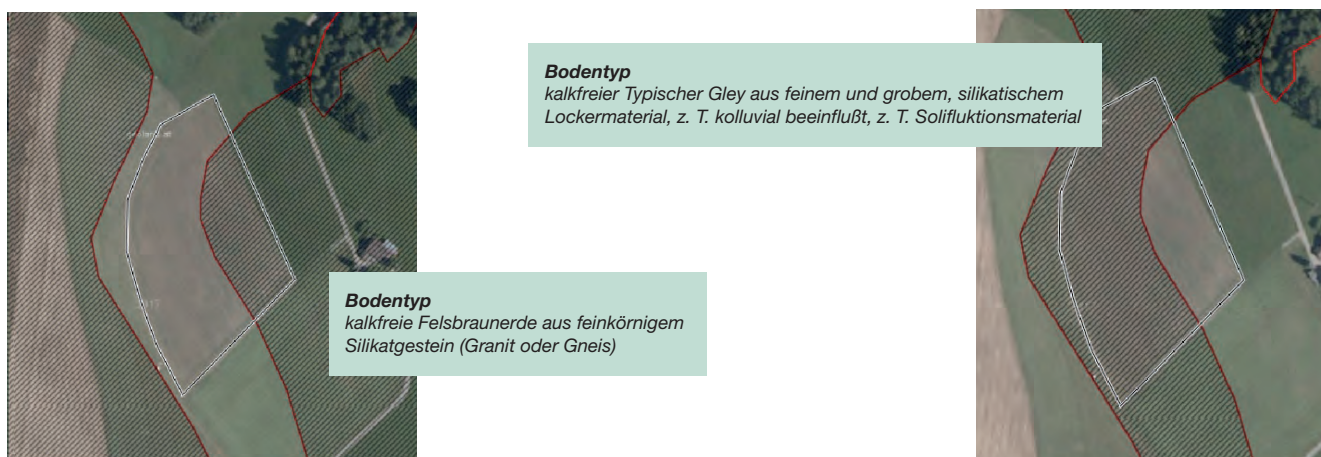 Bodentyp
kalkfreier Typischer Gley aus feinem und grobem, silikatischem
Lockermaterial, z. T. kolluvial beeinflußt, z. T. Solifluktionsmaterial
Bodentyp
kalkfreie Felsbraunerde aus feinkörnigem
Silikatgestein (Granit oder Gneis)